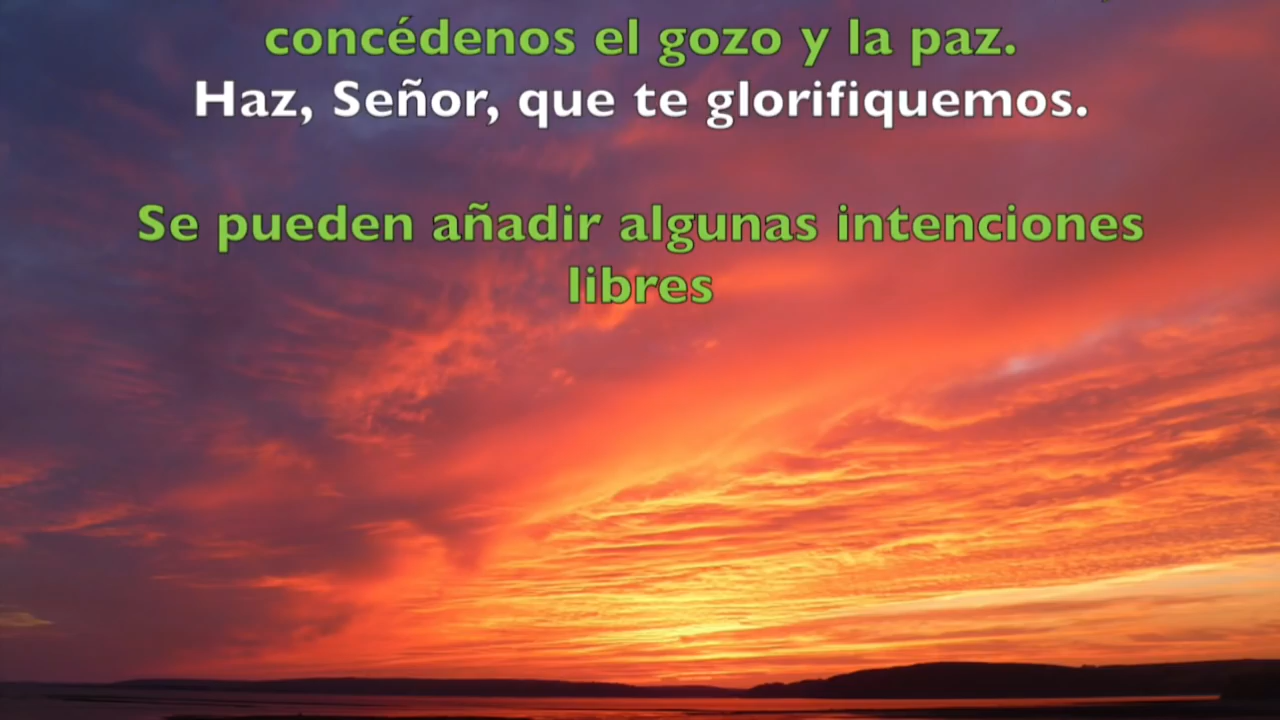 concédenos el gozo y la paz.
Haz, Señor, que te glorifiquemos.
Se pueden añadir algunas intenciones
libres